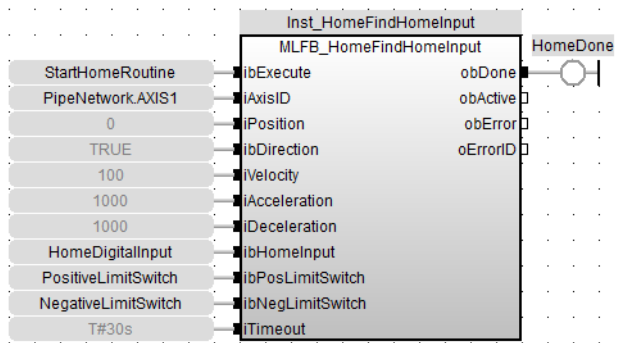 Inst_HomeFindHomeInput
MLFB_HomeFindHomeInput
HomeDone
StartHomeRoutine ibExecute obDone
PipeNetwork.AXIS1 iAxisID obActive
0 iPosition obError
TRUE ibDirection oErrorID
100 iVelocity
1000 iAcceleration
1000 iDeceleration
HomeDigitalInput ibHomeInput
PositiveLimitSwitch ibPosLimitSwitch
NegativeLimitSwitch ibNegLimitSwitch
T#30s iTimeout